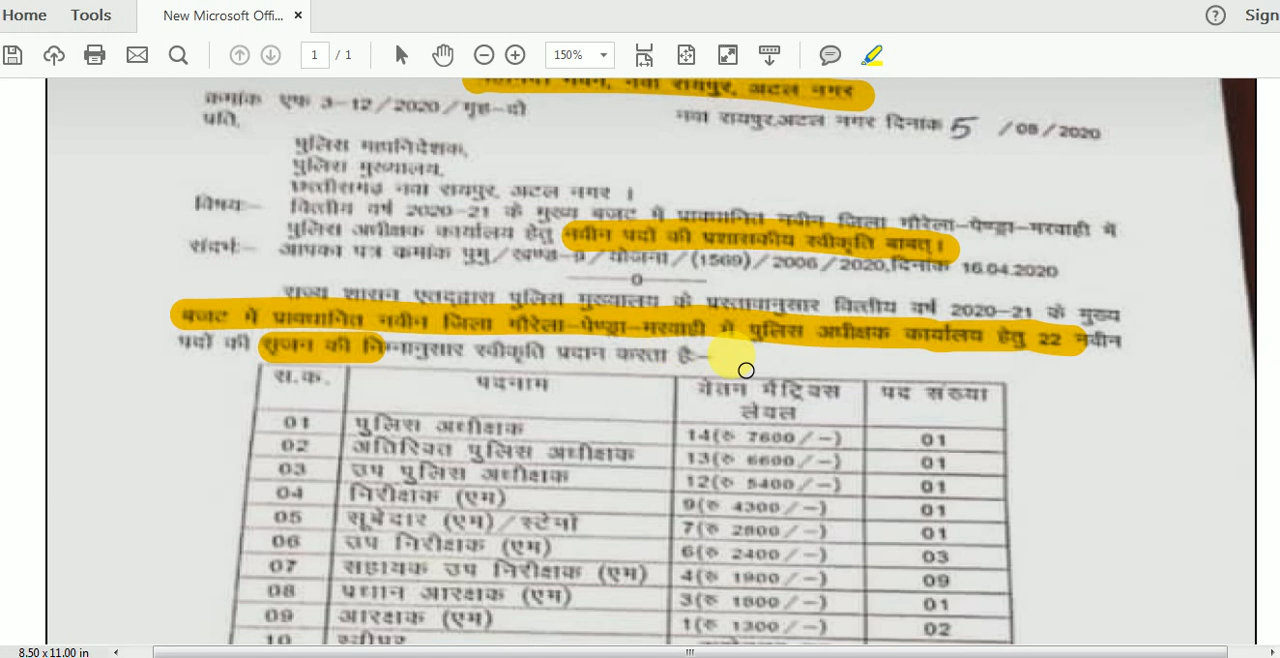 Home Tools New Microsoft Offi... × ? Sign
1 / 1 150%
भवन, नवा रायपुर, अटल नगर
क्रमांक एफ 3-12/2020/गृह-दो नवा रायपुर,अटल नगर दिनांक 5 /08/2020
प्रति,
पुलिस महानिदेशक,
पुलिस मुख्यालय,
छत्तीसगढ़ नवा रायपुर, अटल नगर ।
विषयः- वित्तीय वर्ष 2020-21 के मुख्य बजट में प्रावधानित नवीन जिला गौरेला-पेण्ड्रा-मरवाही में
पुलिस अधीक्षक कार्यालय हेतु नवीन पदों की प्रशासकीय स्वीकृति बाबत्।
संदर्भः- आपका पत्र क्रमांक पुमु/खण्ड-9/योजना/(1569)/2006/2020,दिनांक 16.04.2020
0
राज्य शासन एतद्द्वारा पुलिस मुख्यालय के प्रस्तावानुसार वित्तीय वर्ष 2020-21 के मुख्य
बजट में प्रावधानित नवीन जिला गौरेला-पेण्ड्रा-मरवाही में पुलिस अधीक्षक कार्यालय हेतु 22 नवीन
पदों की सृजन की निम्नानुसार स्वीकृति प्रदान करता है:-
स.क. पदनाम वेतन मैट्रिक्स लेवल पद संख्या
01 पुलिस अधीक्षक 14(रु 7600/-) 01
02 अतिरिक्त पुलिस अधीक्षक 13(रु 6600/-) 01
03 उप पुलिस अधीक्षक 12(रु 5400/-) 01
04 निरीक्षक (एम) 9(रु 4300/-) 01
05 सूबेदार (एम)/स्टेनो 7(रु 2800/-) 01
06 उप निरीक्षक (एम) 6(रु 2400/-) 03
07 सहायक उप निरीक्षक (एम) 4(रु 1900/-) 09
08 प्रधान आरक्षक (एम) 3(रु 1800/-) 01
09 आरक्षक (एम) 1(रु 1300/-) 02
10 स्वीपर
8.50 x 11.00 in